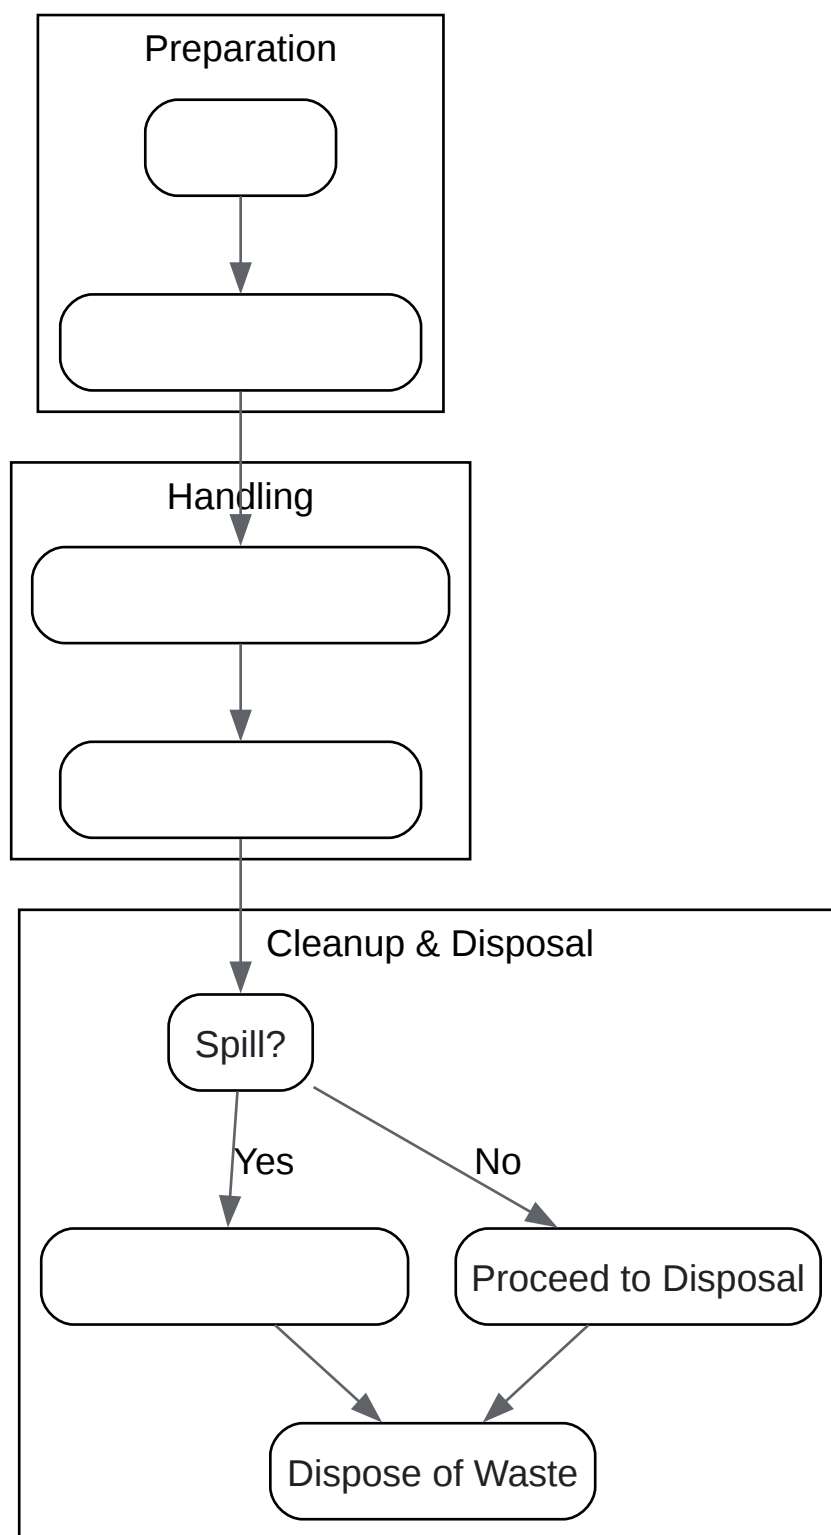 Preparation
Handling
Cleanup & Disposal
Spill?
Yes
No
Proceed to Disposal
Dispose of Waste